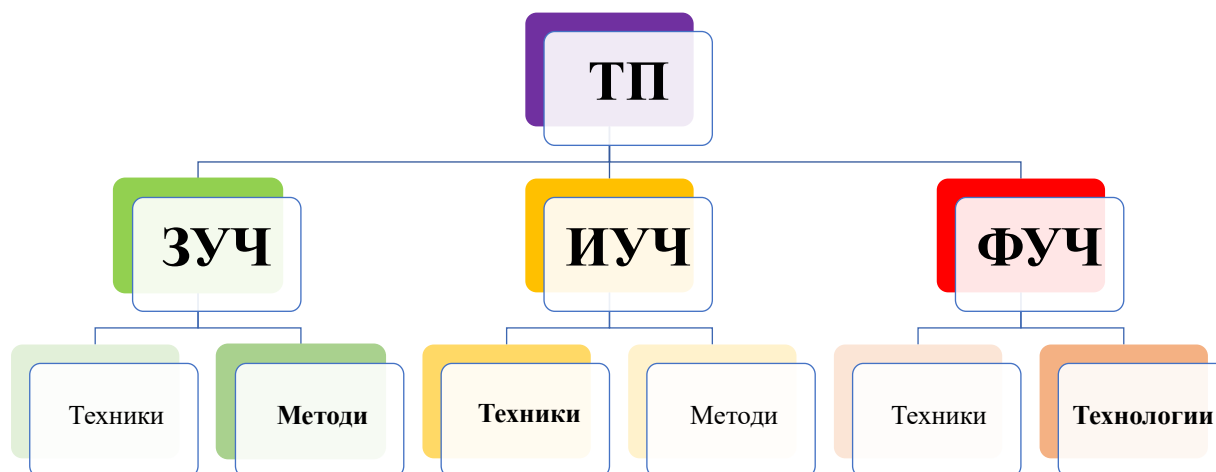 ТП
ЗУЧ
ИУЧ
ФУЧ
Техники
Методи
Техники
Методи
Техники
Технологии